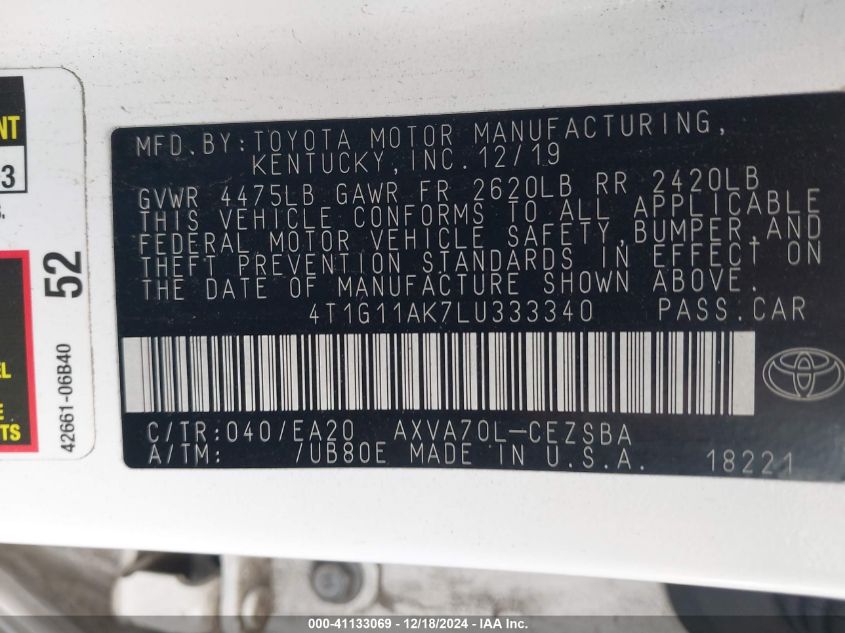 MFD.BY:TOYOTA MOTOR MANUFACTURING,
KENTUCKY, INC. 12/19
GVWR 4475LB GAWR FR 2620LB RR 2420LB
THIS VEHICLE CONFORMS TO ALL APPLICABLE
FEDERAL MOTOR VEHICLE SAFETY, BUMPER, AND
THEFT PREVENTION STANDARDS IN EFFECT ON
THE DATE OF MANUFACTURE SHOWN ABOVE.
4T1G11AK7LU333340 PASS.CAR
C/TR:040/EA20 AXVA70L-CEZSBA
A/TM: /UB80E MADE IN U.S.A. 18221
52
42661-06B40
3
000-41133069 - 12/18/2024 - IAAI.COM